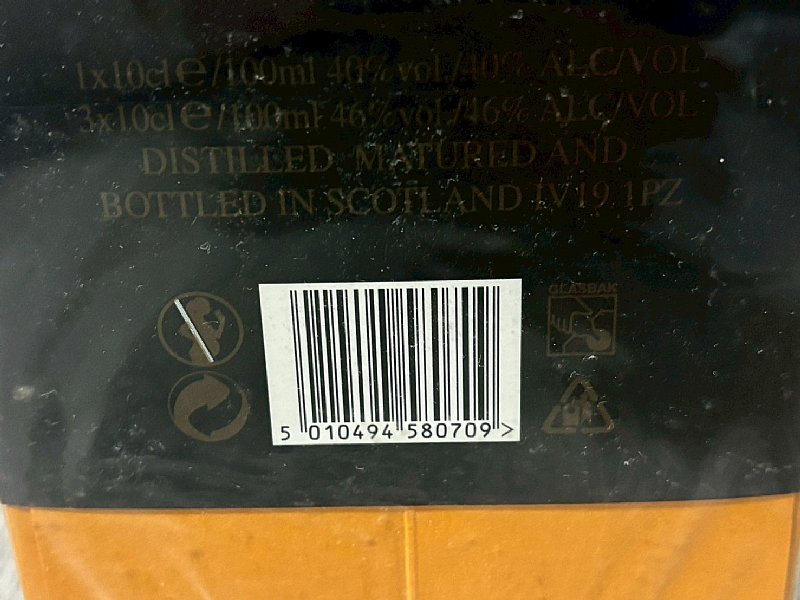 1x10cl e/100ml 40% vol./40% ALC/VOL
3x10cl e/100ml 46% vol./46% ALC/VOL
DISTILLED, MATURED AND
BOTTLED IN SCOTLAND IV19 1PZ
GLASBAK
5 010494 580709 >